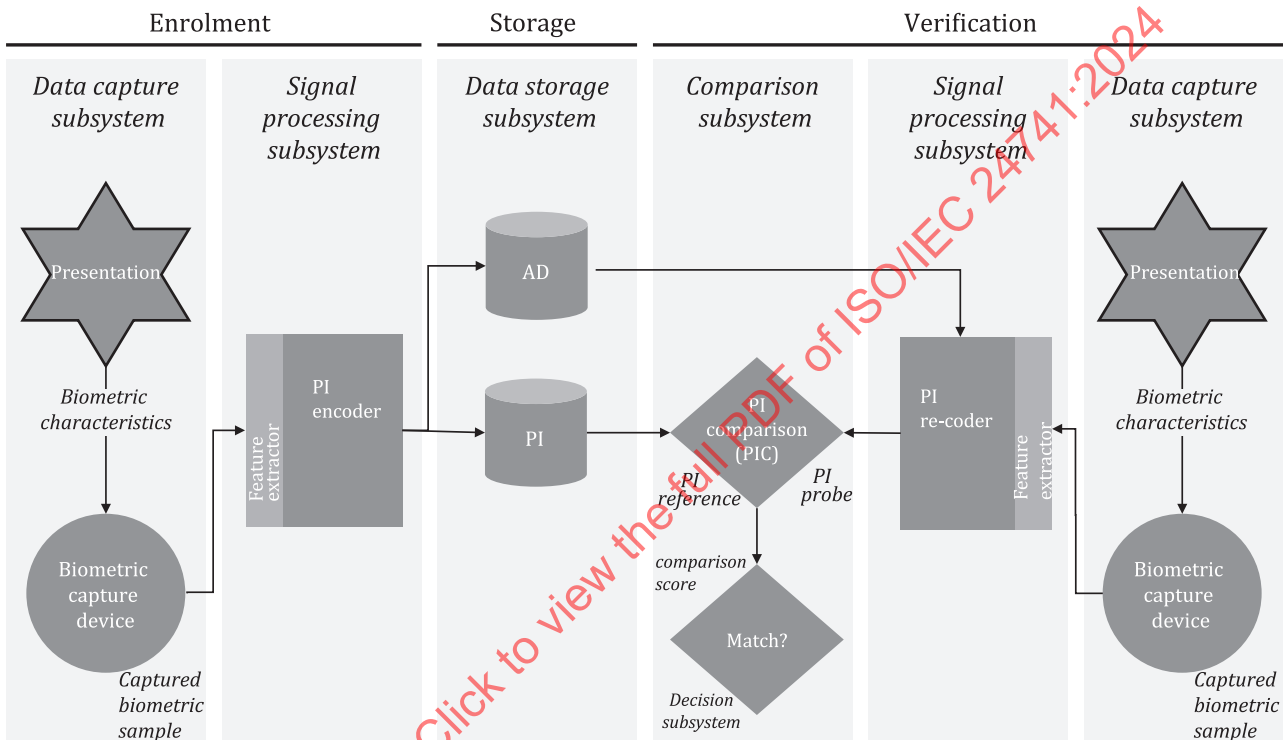 Enrolment
Storage
Verification
Data capture
subsystem
Signal
processing
subsystem
Data storage
subsystem
Comparison
subsystem
Signal
processing
subsystem
Data capture
subsystem
Presentation
Biometric
characteristics
Biometric
capture
device
Captured
biometric
sample
Feature
extractor
PI
encoder
AD
PI
PI
comparison
(PIC)
PI
reference
PI
probe
comparison
score
Match?
Decision
subsystem
PI
re-coder
Feature
extractor
Presentation
Biometric
characteristics
Biometric
capture
device
Captured
biometric
sample
Click to view the full PDF of ISO/IEC 24741:2024